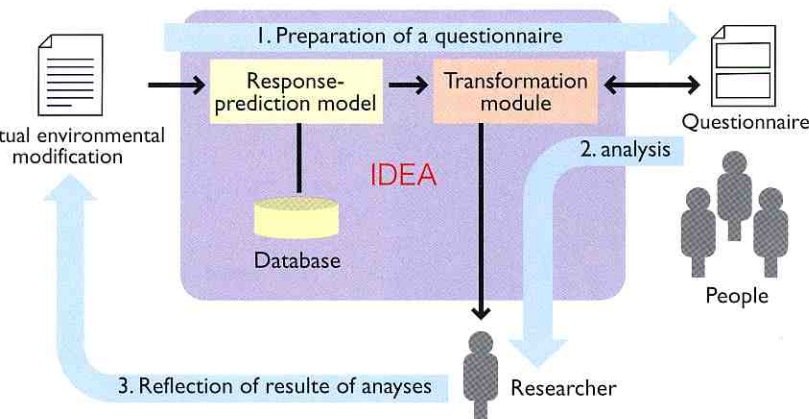 1. Preparation of a questionnaire
Response-
prediction model
Transformation
module
Questionnaire
tual environmental
modification
2. analysis
IDEA
Database
People
3. Reflection of resulte of anayses
Researcher